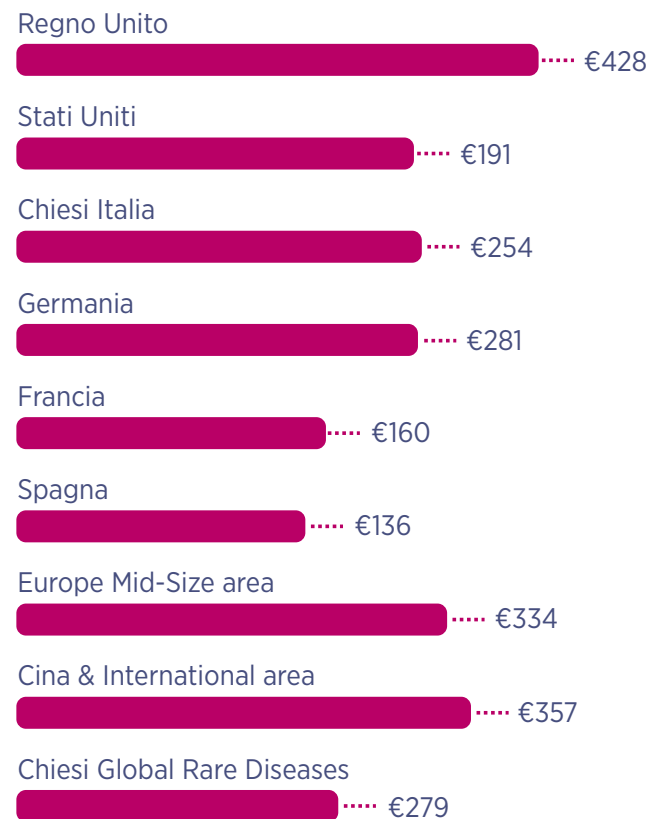 Regno Unito
€428
Stati Uniti
€191
Chiesi Italia
€254
Germania
€281
Francia
€160
Spagna
€136
Europe Mid-Size area
€334
Cina & International area
€357
Chiesi Global Rare Diseases
€279